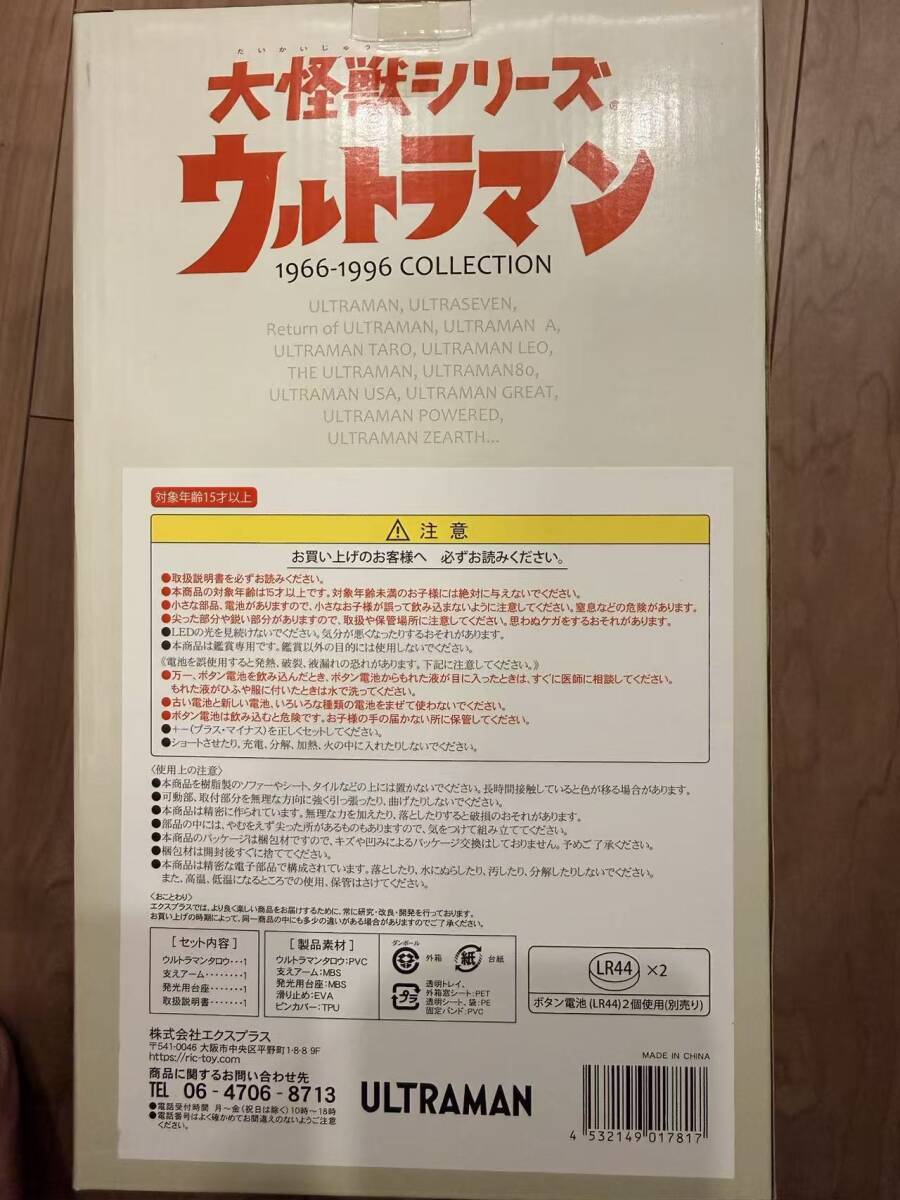 だいかいじゅう
大怪獣シリーズ®
ウルトラマン
1966-1996 COLLECTION
ULTRAMAN, ULTRASEVEN,
Return of ULTRAMAN, ULTRAMAN A,
ULTRAMAN TARO, ULTRAMAN LEO,
THE ULTRAMAN, ULTRAMAN80,
ULTRAMAN USA, ULTRAMAN GREAT,
ULTRAMAN POWERED,
ULTRAMAN ZEARTH...
対象年齢15才以上
⚠ 注 意
お買い上げのお客様へ 必ずお読みください。
●取扱説明書を必ずお読みください。
●本商品の対象年齢は15才以上です。対象年齢未満のお子様には絶対に与えないでください。
●小さな部品、電池がありますので、小さなお子様が誤って飲み込まないように注意してください。窒息などの危険があります。
●尖った部分や鋭い部分がありますので、取扱や保管場所に注意してください。思わぬケガをするおそれがあります。
●LEDの光を見続けないでください。気分が悪くなったりするおそれがあります。
●本商品は鑑賞専用です。鑑賞以外の目的には使用しないでください。
《電池を誤使用すると発熱、破裂、液漏れの恐れがあります。下記に注意してください。》
●万一、ボタン電池を飲み込んだとき、ボタン電池からもれた液が目に入ったときは、すぐに医師に相談してください。
もれた液がひふや服に付いたときは水で洗ってください。
●古い電池と新しい電池、いろいろな種類の電池をまぜて使わないでください。
●ボタン電池は飲み込むと危険です。お子様の手の届かない所に保管してください。
●+−(プラス・マイナス)を正しくセットしてください。
●ショートさせたり、充電、分解、加熱、火の中に入れたりしないでください。
〈使用上の注意〉
●本商品を樹脂製のソファーやシート、タイルなどの上には置かないでください。長時間接触していると色が移る場合があります。
●可動部、取付部分を無理な方向に強く引っ張ったり、曲げたりしないでください。
●本商品は精密に作られています。無理な力を加えたり、落としたりすると破損のおそれがあります。
●部品の中には、やむをえず尖った所があるものもありますので、気をつけて組み立ててください。
●本商品のパッケージは梱包材ですので、キズや凹みによるパッケージ交換はしておりません。予めご了承ください。
●梱包材は開封後すぐに捨ててください。
●本商品は精密な電子部品で構成されています。落としたり、水にぬらしたり、汚したり、分解したりしないでください。
また、高温、低温になるところでの使用、保管はさけてください。
〈おことわり〉
エクスプラスでは、より良く楽しい商品をお届けするために、常に研究・改良・開発を行っております。
お買い上げの時期によって、同一商品の中にも多少の違いがある場合がありますのでご了承ください。
[セット内容]
ウルトラマンタロウ‥‥1
支えアーム‥‥‥‥1
発光用台座‥‥‥‥1
取扱説明書‥‥‥‥1
[製品素材]
ウルトラマンタロウ:PVC
支えアーム:MBS
発光用台座:MBS
滑り止め:EVA
ピンカバー:TPU
ダンボール
外箱
紙
台紙
プラ
透明トレイ、
外箱窓シート:PET
透明シート、袋:PE
固定バンド:PVC
LR44 ×2
ボタン電池(LR44)2個使用(別売り)
株式会社エクスプラス
〒541-0046 大阪市中央区平野町1-8-8 9F
https://ric-toy.com/
商品に関するお問い合わせ先
TEL 06-4706-8713
●電話受付時間 月〜金(祝日は除く)10時〜18時
●電話番号はよく確かめてお間違えのないようご注意
ください。
ULTRAMAN
MADE IN CHINA
4 532149 017817